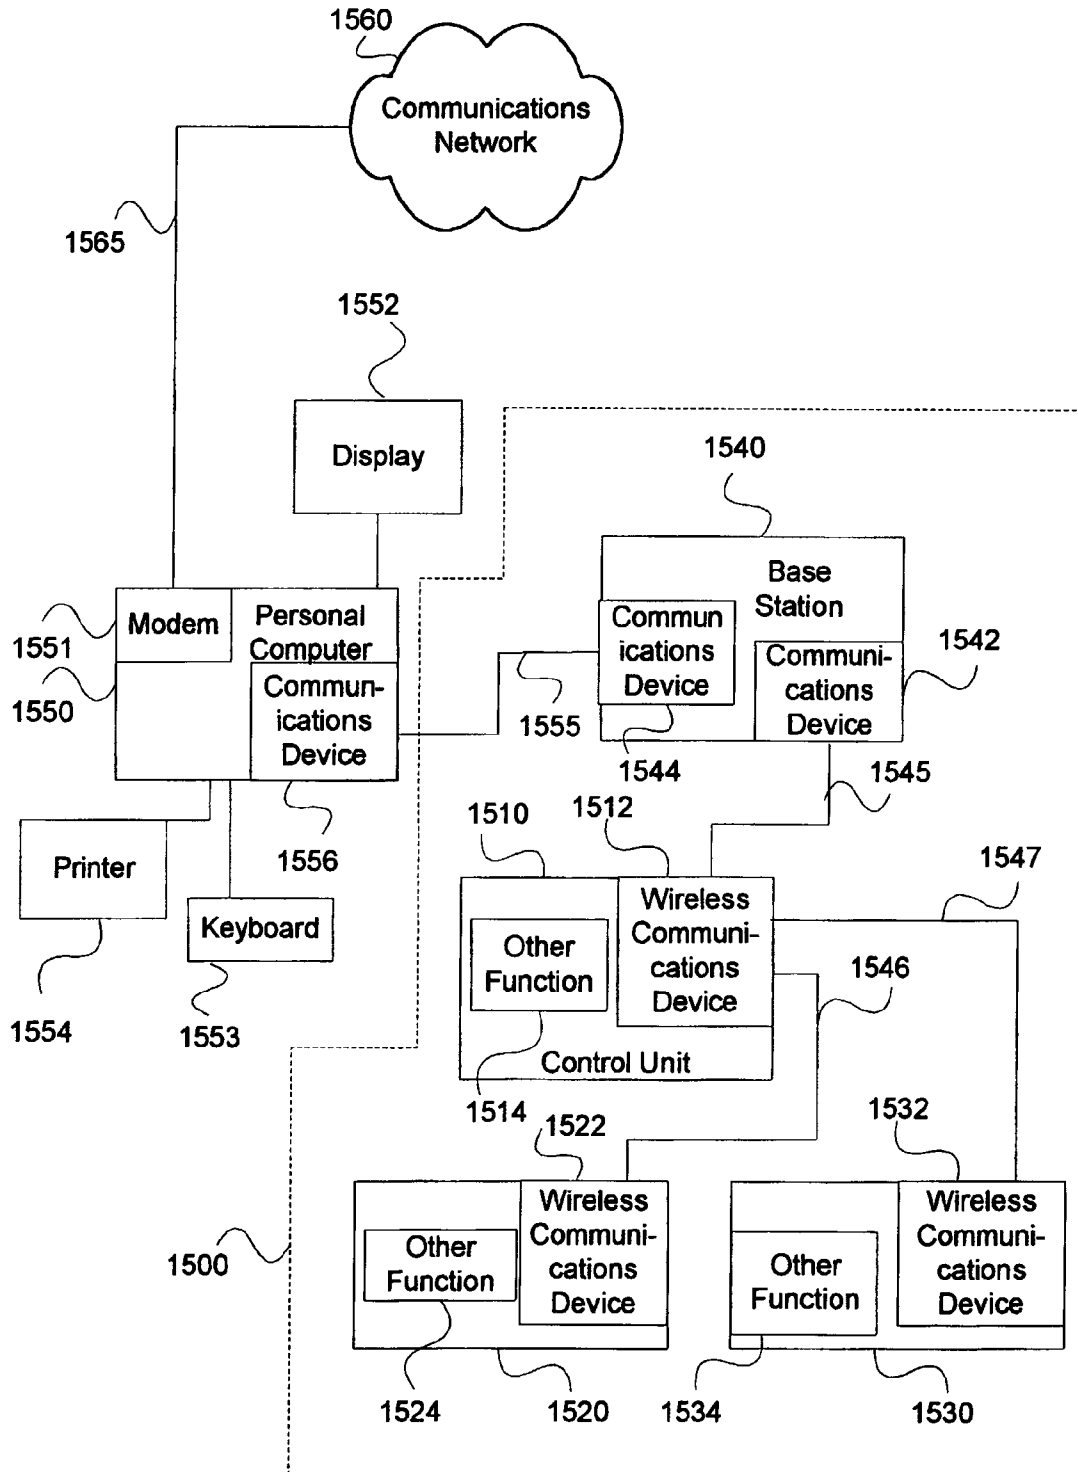 1560
Communications
Network
1565
1552
Display
1540
Base
Station
Modem
Personal
Computer
1551
1550
Commun-
ications
Device
Commun
ications
Device
Communi-
cations
Device
1542
1555
1544
1545
1556
Printer
Keyboard
1554
1553
1510
1512
1547
Wireless
Communi-
cations
Device
Other
Function
1546
Control Unit
1514
1522
1532
Wireless
Communi-
cations
Device
Other
Function
Wireless
Communi-
cations
Device
Other
Function
1500
1524
1520
1534
1530